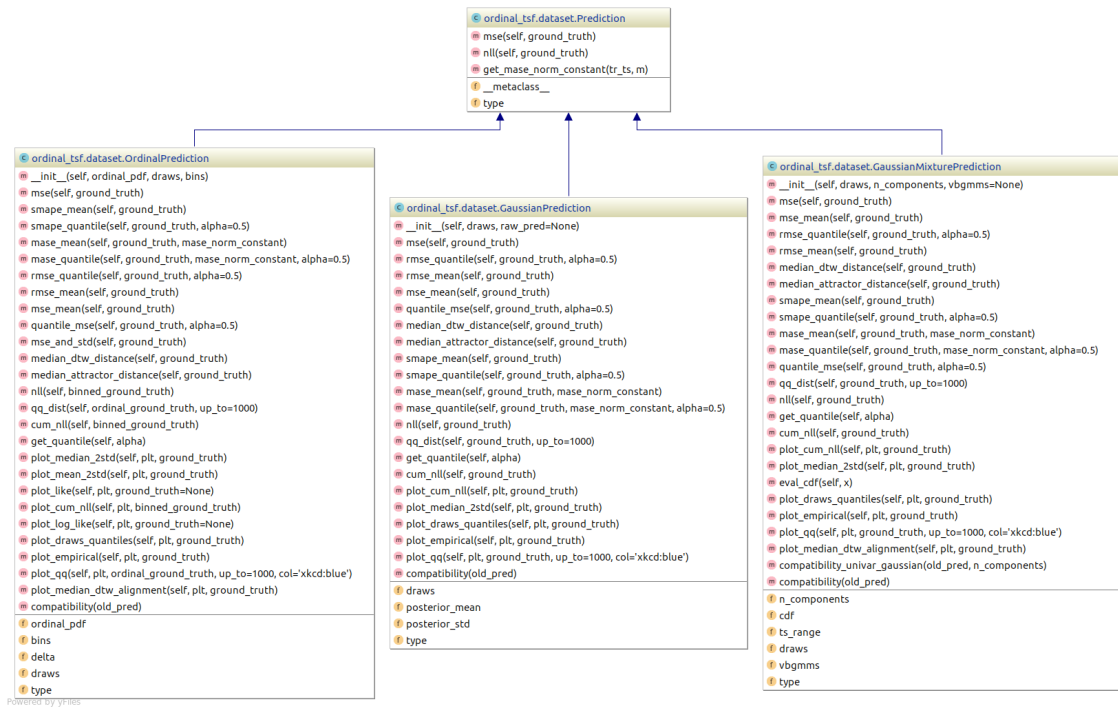 ordinal_tsf.dataset.Prediction
mse(self, ground_truth)
nll(self, ground_truth)
get_mase_norm_constant(tr_ts, m)
__metaclass__
type
ordinal_tsf.dataset.OrdinalPrediction
__init__(self, ordinal_pdf, draws, bins)
mse(self, ground_truth)
smape_mean(self, ground_truth)
smape_quantile(self, ground_truth, alpha=0.5)
mase_mean(self, ground_truth, mase_norm_constant)
mase_quantile(self, ground_truth, mase_norm_constant, alpha=0.5)
rmse_quantile(self, ground_truth, alpha=0.5)
rmse_mean(self, ground_truth)
mse_mean(self, ground_truth)
quantile_mse(self, ground_truth, alpha=0.5)
mse_and_std(self, ground_truth)
median_dtw_distance(self, ground_truth)
median_attractor_distance(self, ground_truth)
nll(self, binned_ground_truth)
qq_dist(self, ordinal_ground_truth, up_to=1000)
cum_nll(self, binned_ground_truth)
get_quantile(self, alpha)
plot_median_2std(self, plt, ground_truth)
plot_mean_2std(self, plt, ground_truth)
plot_like(self, plt, ground_truth=None)
plot_cum_nll(self, plt, binned_ground_truth)
plot_log_like(self, plt, ground_truth=None)
plot_draws_quantiles(self, plt, ground_truth)
plot_empirical(self, plt, ground_truth)
plot_qq(self, plt, ordinal_ground_truth, up_to=1000, col='xkcd:blue')
plot_median_dtw_alignment(self, plt, ground_truth)
compatibility(old_pred)
ordinal_pdf
bins
delta
draws
type
ordinal_tsf.dataset.GaussianPrediction
__init__(self, draws, raw_pred=None)
mse(self, ground_truth)
rmse_quantile(self, ground_truth, alpha=0.5)
rmse_mean(self, ground_truth)
mse_mean(self, ground_truth)
quantile_mse(self, ground_truth, alpha=0.5)
median_dtw_distance(self, ground_truth)
median_attractor_distance(self, ground_truth)
smape_mean(self, ground_truth)
smape_quantile(self, ground_truth, alpha=0.5)
mase_mean(self, ground_truth, mase_norm_constant)
mase_quantile(self, ground_truth, mase_norm_constant, alpha=0.5)
nll(self, ground_truth)
qq_dist(self, ground_truth, up_to=1000)
get_quantile(self, alpha)
cum_nll(self, ground_truth)
plot_cum_nll(self, plt, ground_truth)
plot_median_2std(self, plt, ground_truth)
plot_draws_quantiles(self, plt, ground_truth)
plot_empirical(self, plt, ground_truth)
plot_qq(self, plt, ground_truth, up_to=1000, col='xkcd:blue')
compatibility(old_pred)
draws
posterior_mean
posterior_std
type
ordinal_tsf.dataset.GaussianMixturePrediction
__init__(self, draws, n_components, vbgmms=None)
mse(self, ground_truth)
mse_mean(self, ground_truth)
rmse_quantile(self, ground_truth, alpha=0.5)
rmse_mean(self, ground_truth)
median_dtw_distance(self, ground_truth)
median_attractor_distance(self, ground_truth)
smape_mean(self, ground_truth)
smape_quantile(self, ground_truth, alpha=0.5)
mase_mean(self, ground_truth, mase_norm_constant)
mase_quantile(self, ground_truth, mase_norm_constant, alpha=0.5)
quantile_mse(self, ground_truth, alpha=0.5)
qq_dist(self, ground_truth, up_to=1000)
nll(self, ground_truth)
get_quantile(self, alpha)
cum_nll(self, ground_truth)
plot_cum_nll(self, plt, ground_truth)
plot_median_2std(self, plt, ground_truth)
eval_cdf(self, x)
plot_draws_quantiles(self, plt, ground_truth)
plot_empirical(self, plt, ground_truth)
plot_qq(self, plt, ground_truth, up_to=1000, col='xkcd:blue')
plot_median_dtw_alignment(self, plt, ground_truth)
compatibility_univar_gaussian(old_pred, n_components)
compatibility(old_pred)
n_components
cdf
ts_range
draws
vbgmms
type
Powered by yFiles